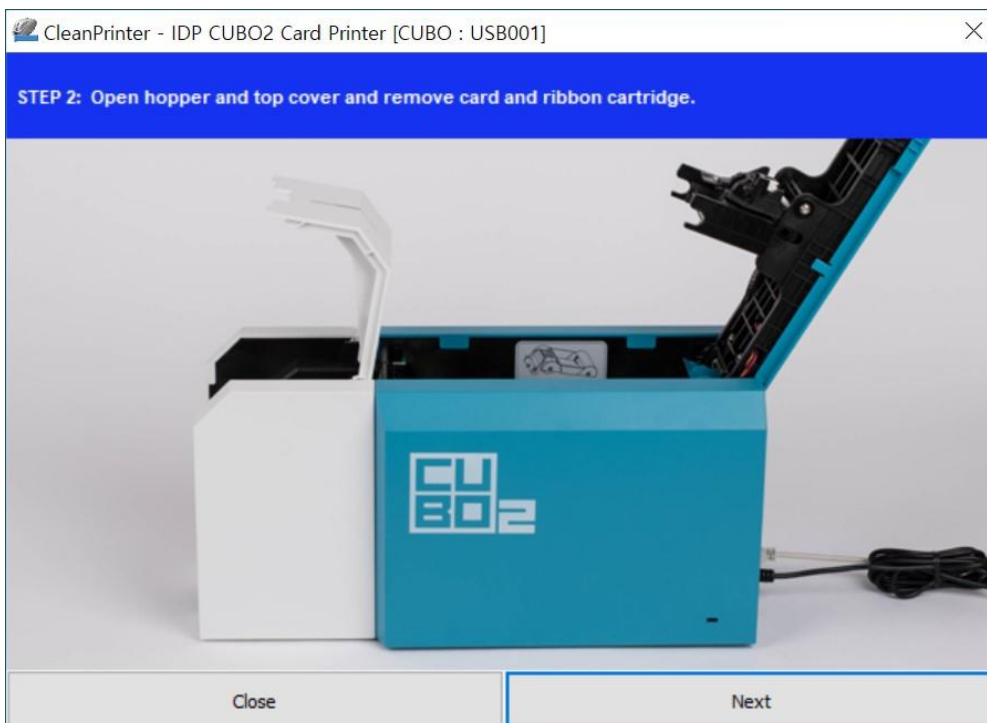 CleanPrinter - IDP CUBO2 Card Printer [CUBO : USB001]
STEP 2: Open hopper and top cover and remove card and ribbon cartridge.
CU
BO2
Close
Next